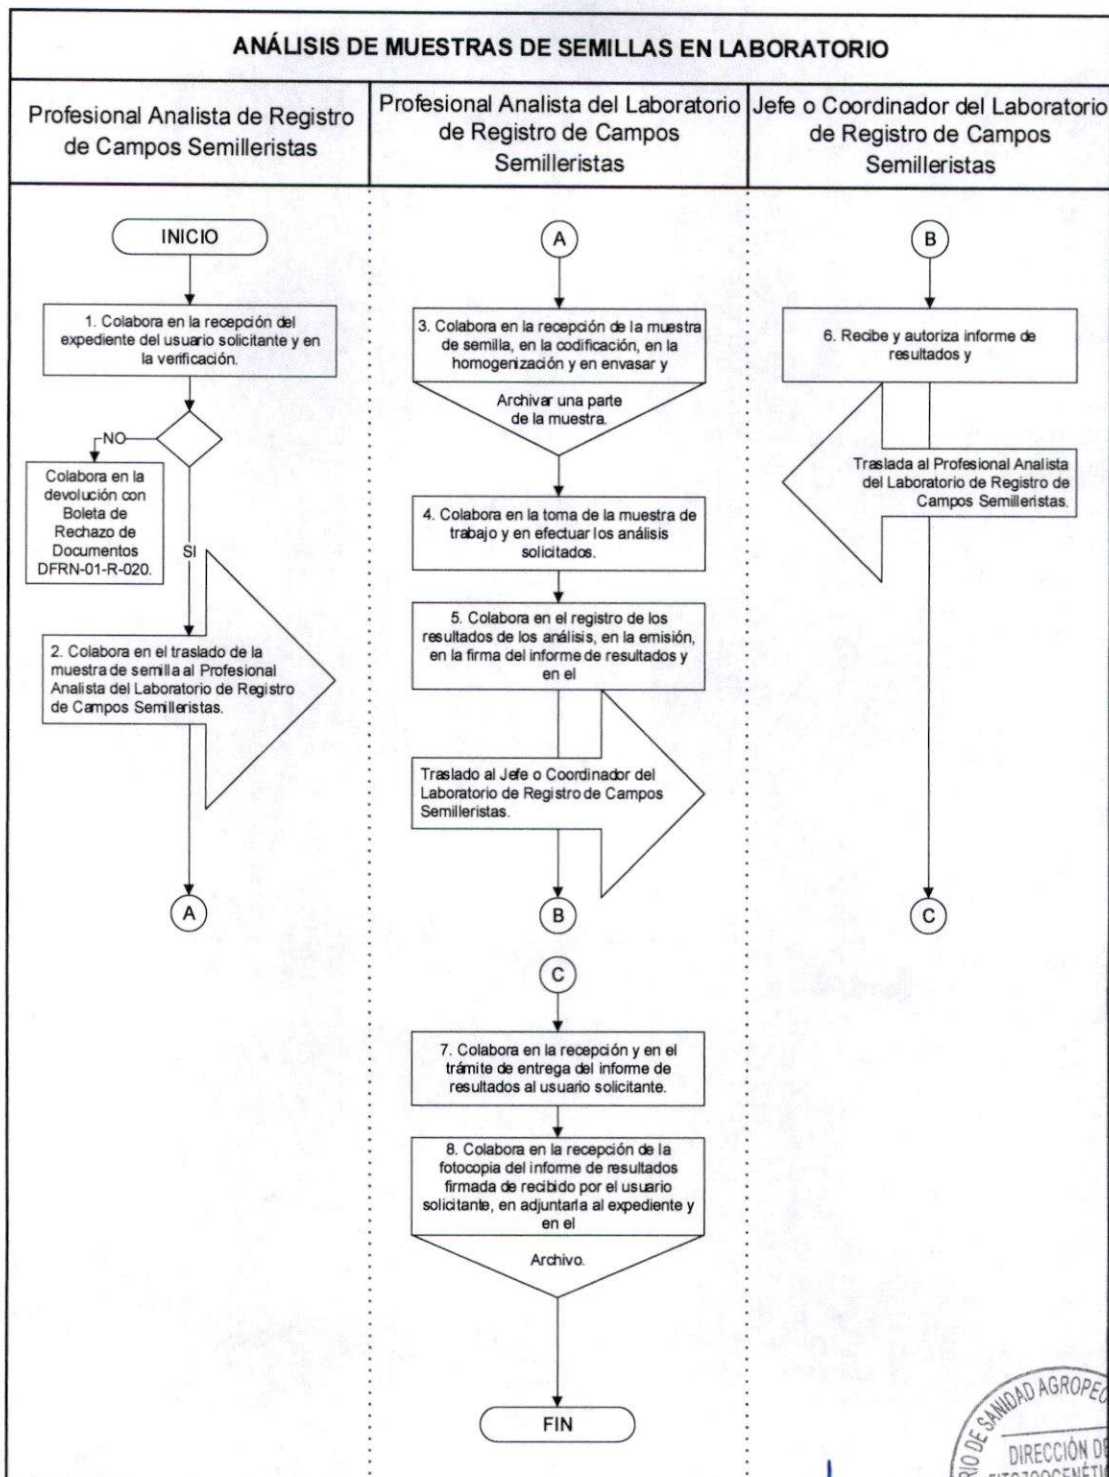 ANÁLISIS DE MUESTRAS DE SEMILLAS EN LABORATORIO
Profesional Analista de Registro
de Campos Semilleristas
Profesional Analista del Laboratorio
de Registro de Campos
Semilleristas
Jefe o Coordinador del Laboratorio
de Registro de Campos
Semilleristas
INICIO
1. Colabora en la recepción del
expediente del usuario solicitante y en
la verificación.
NO
Colabora en la
devolución con
Boleta de
Rechazo de
Documentos
DFRN-01-R-020.
SI
2. Colabora en el traslado de la
muestra de semilla al Profesional
Analista del Laboratorio de Registro
de Campos Semilleristas.
A
A
3. Colabora en la recepción de la muestra
de semilla, en la codificación, en la
homogenización y en envasar y
Archivar una parte
de la muestra.
4. Colabora en la toma de la muestra de
trabajo y en efectuar los análisis
solicitados.
5. Colabora en el registro de los
resultados de los análisis, en la emisión,
en la firma del informe de resultados y
en el
Traslado al Jefe o Coordinador del
Laboratorio de Registro de Campos
Semilleristas.
B
B
6. Recibe y autoriza informe de
resultados y
Traslada al Profesional Analista
del Laboratorio de Registro de
Campos Semilleristas.
C
C
7. Colabora en la recepción y en el
trámite de entrega del informe de
resultados al usuario solicitante.
8. Colabora en la recepción de la
fotocopia del informe de resultados
firmada de recibido por el usuario
solicitante, en adjuntarla al expediente y
en el
Archivo.
FIN
RIO DE SANIDAD AGROPEC
DIRECCIÓN DE